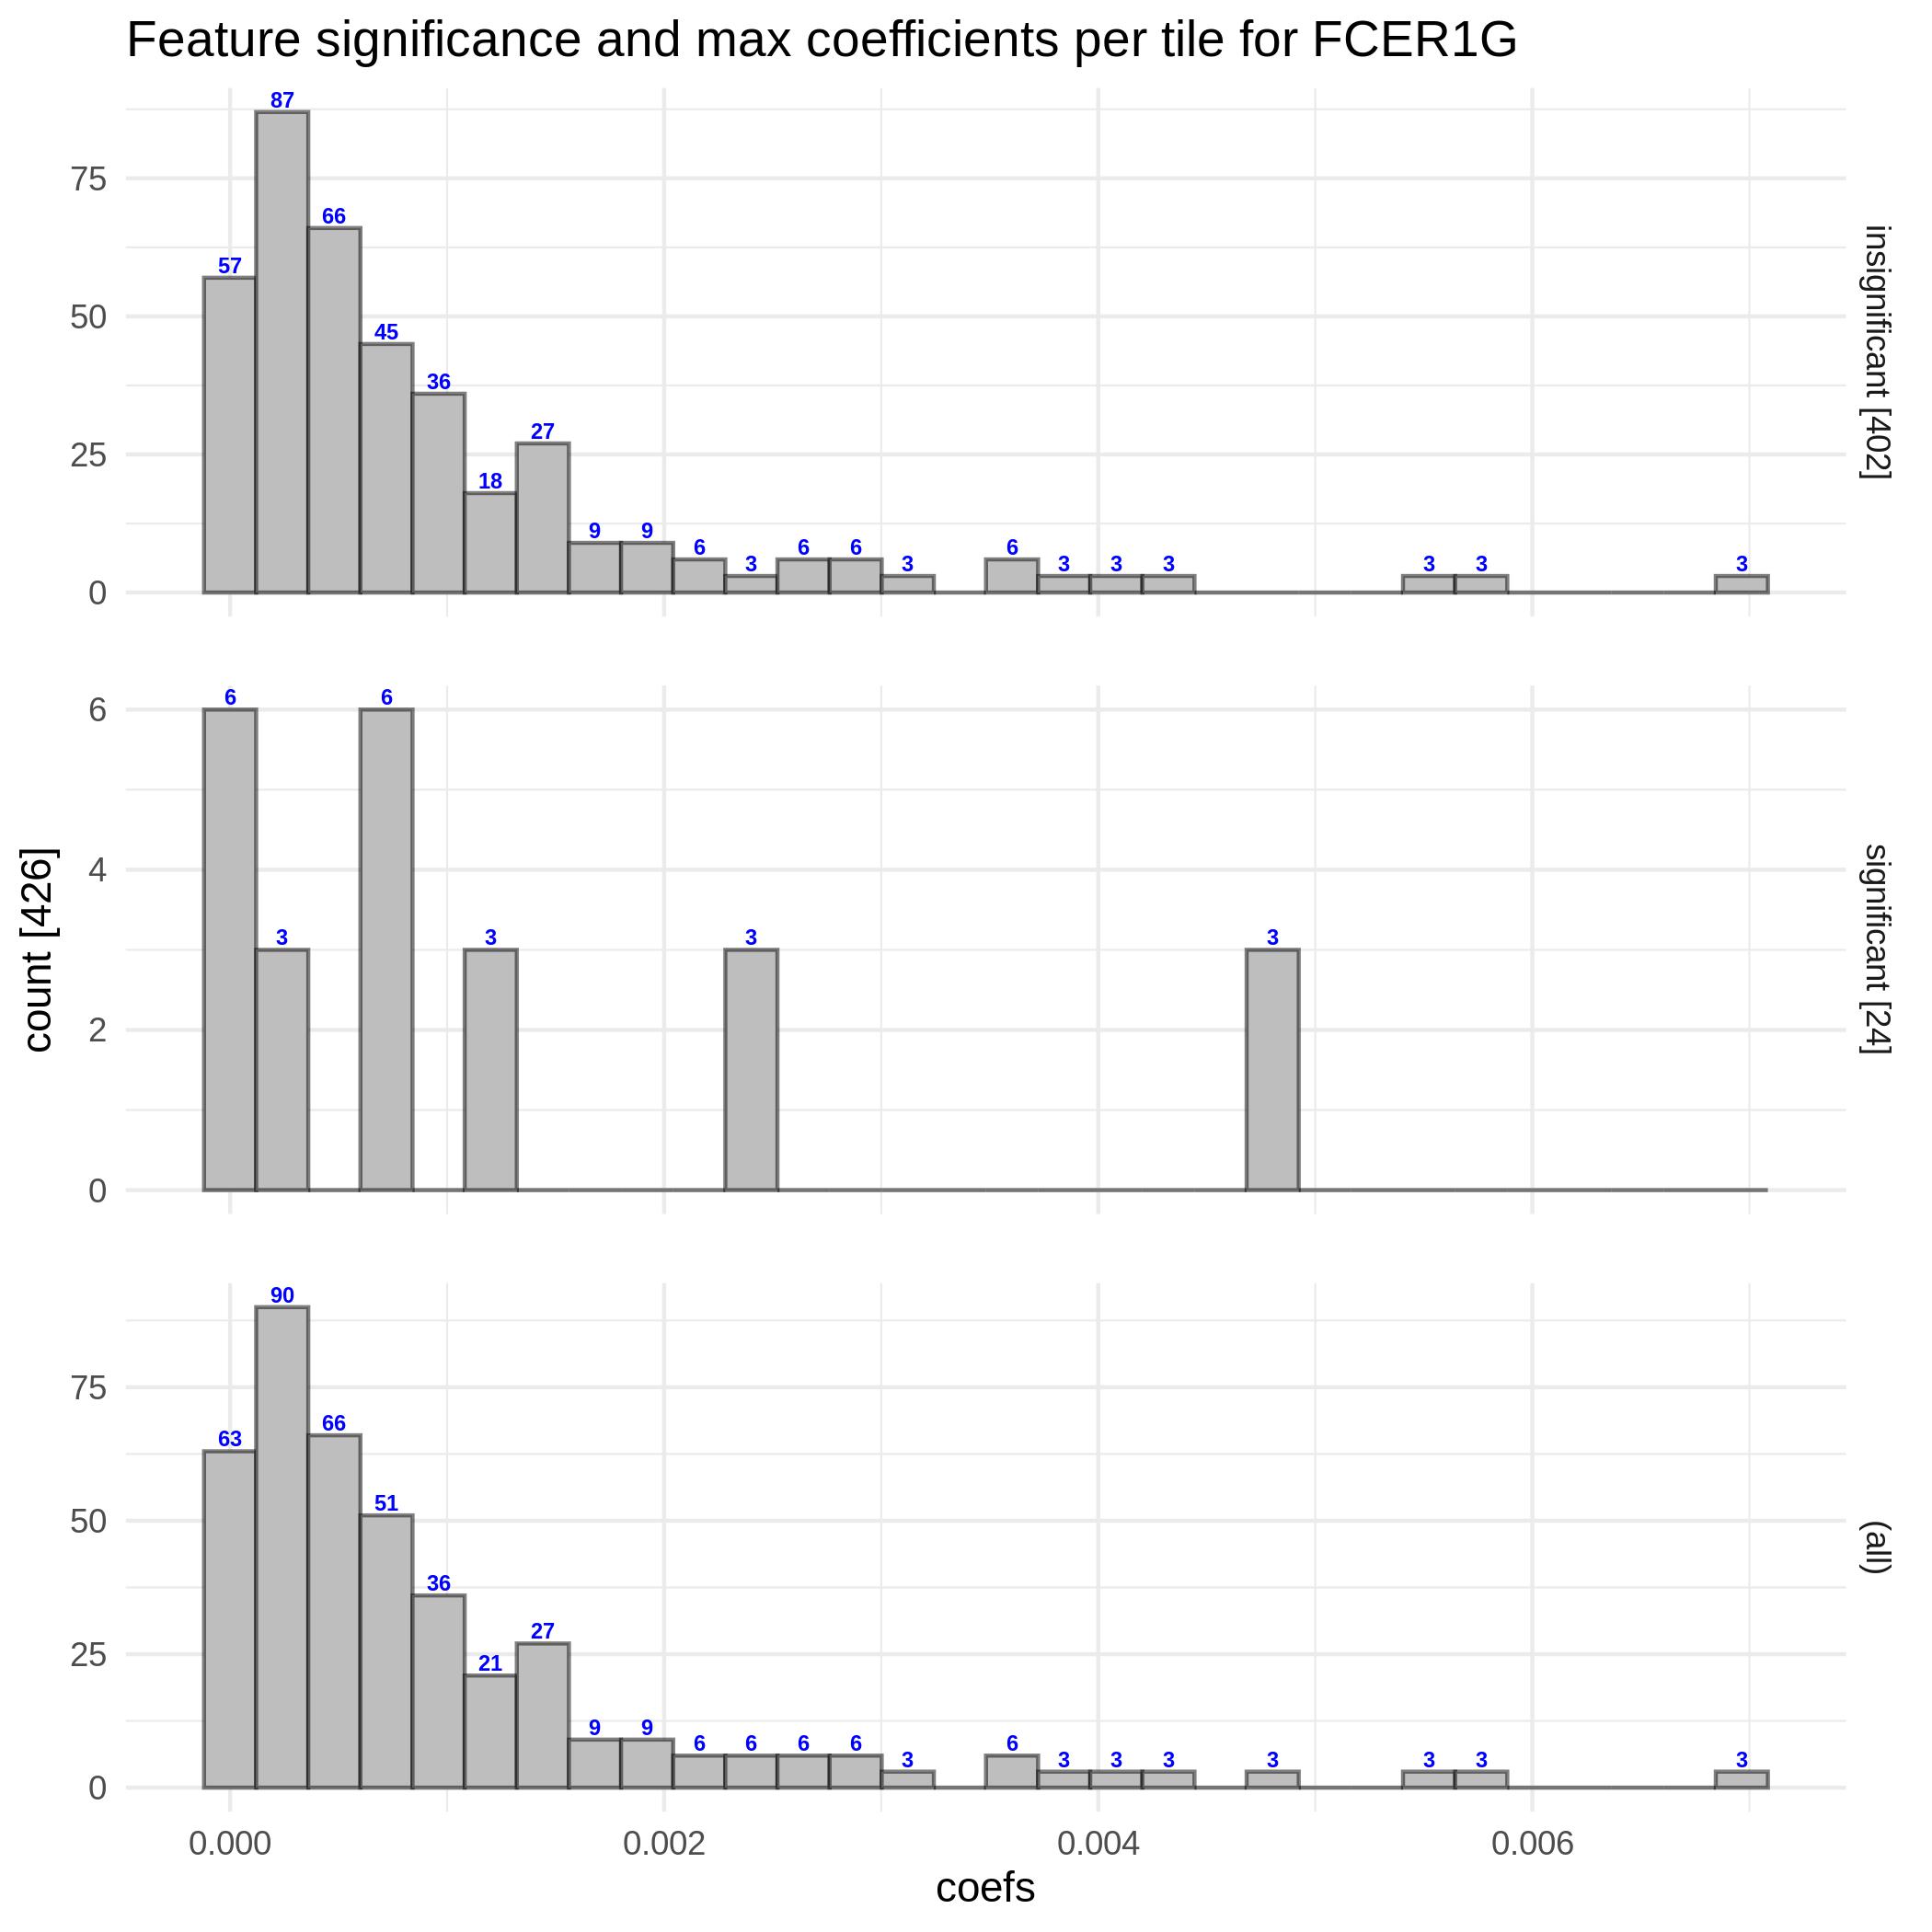 Feature significance and max coefficients per tile for FCER1G
87
66
57
45
36
27
18
9 9
6 3 6 6 3 6 3 3 3 3 3 3
75
50
25
0
insignificant [402]
6 6
3 3 3 3
6
4
2
0
significant [24]
count [426]
90
63
66
51
36
27
21
9 9
6 6 6 6 3 6 3 3 3 3 3 3 3
75
50
25
0
(all)
0.000 0.002 0.004 0.006
coefs